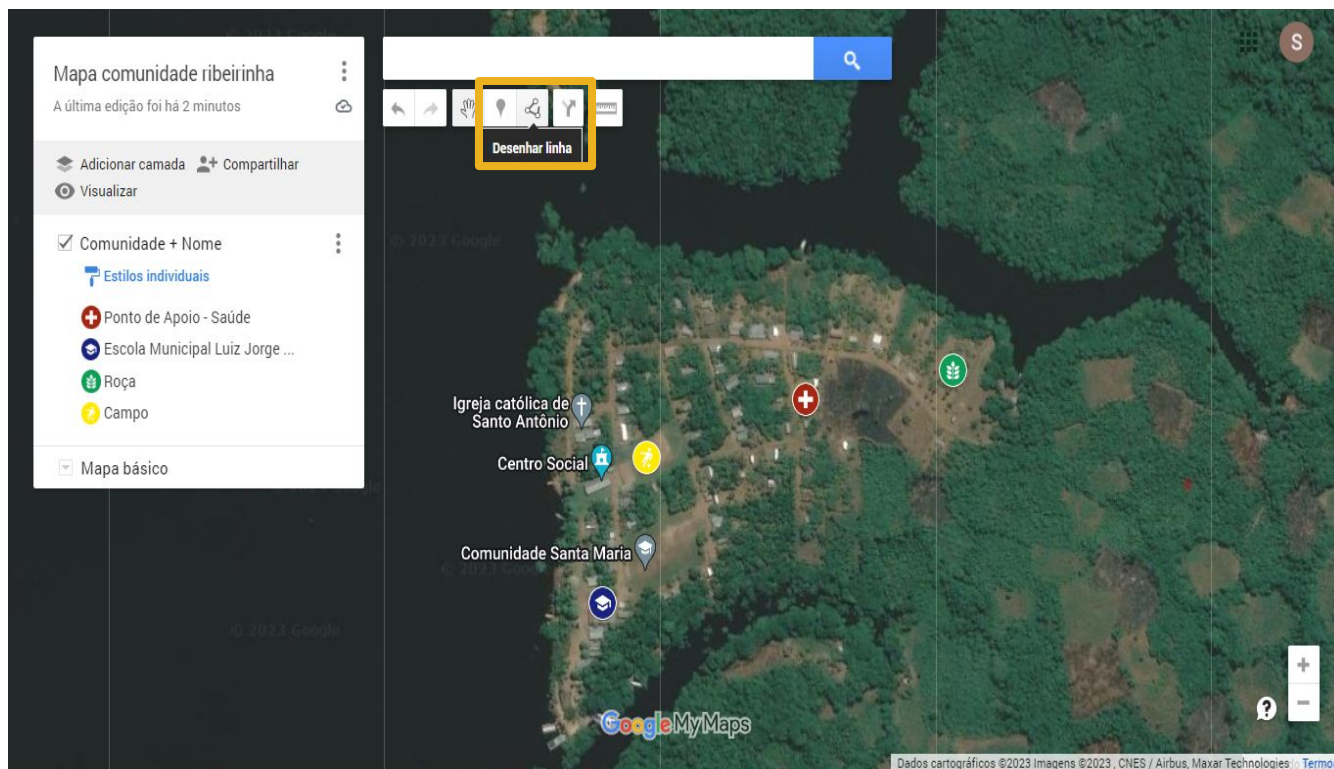 Mapa comunidade ribeirinha
A última edição foi há 2 minutos
Adicionar camada Compartilhar
Visualizar
Comunidade + Nome
Estilos individuais
Ponto de Apoio - Saúde
Escola Municipal Luiz Jorge ...
Roça
Campo
Mapa básico
Desenhar linha
S
© 2023 Google
Igreja católica de
Santo Antônio
Centro Social
Comunidade Santa Maria
© 2023 Google
© 2023 Google
Google My Maps
Dados cartográficos ©2023 Imagens ©2023 , CNES / Airbus, Maxar Technologies Termo